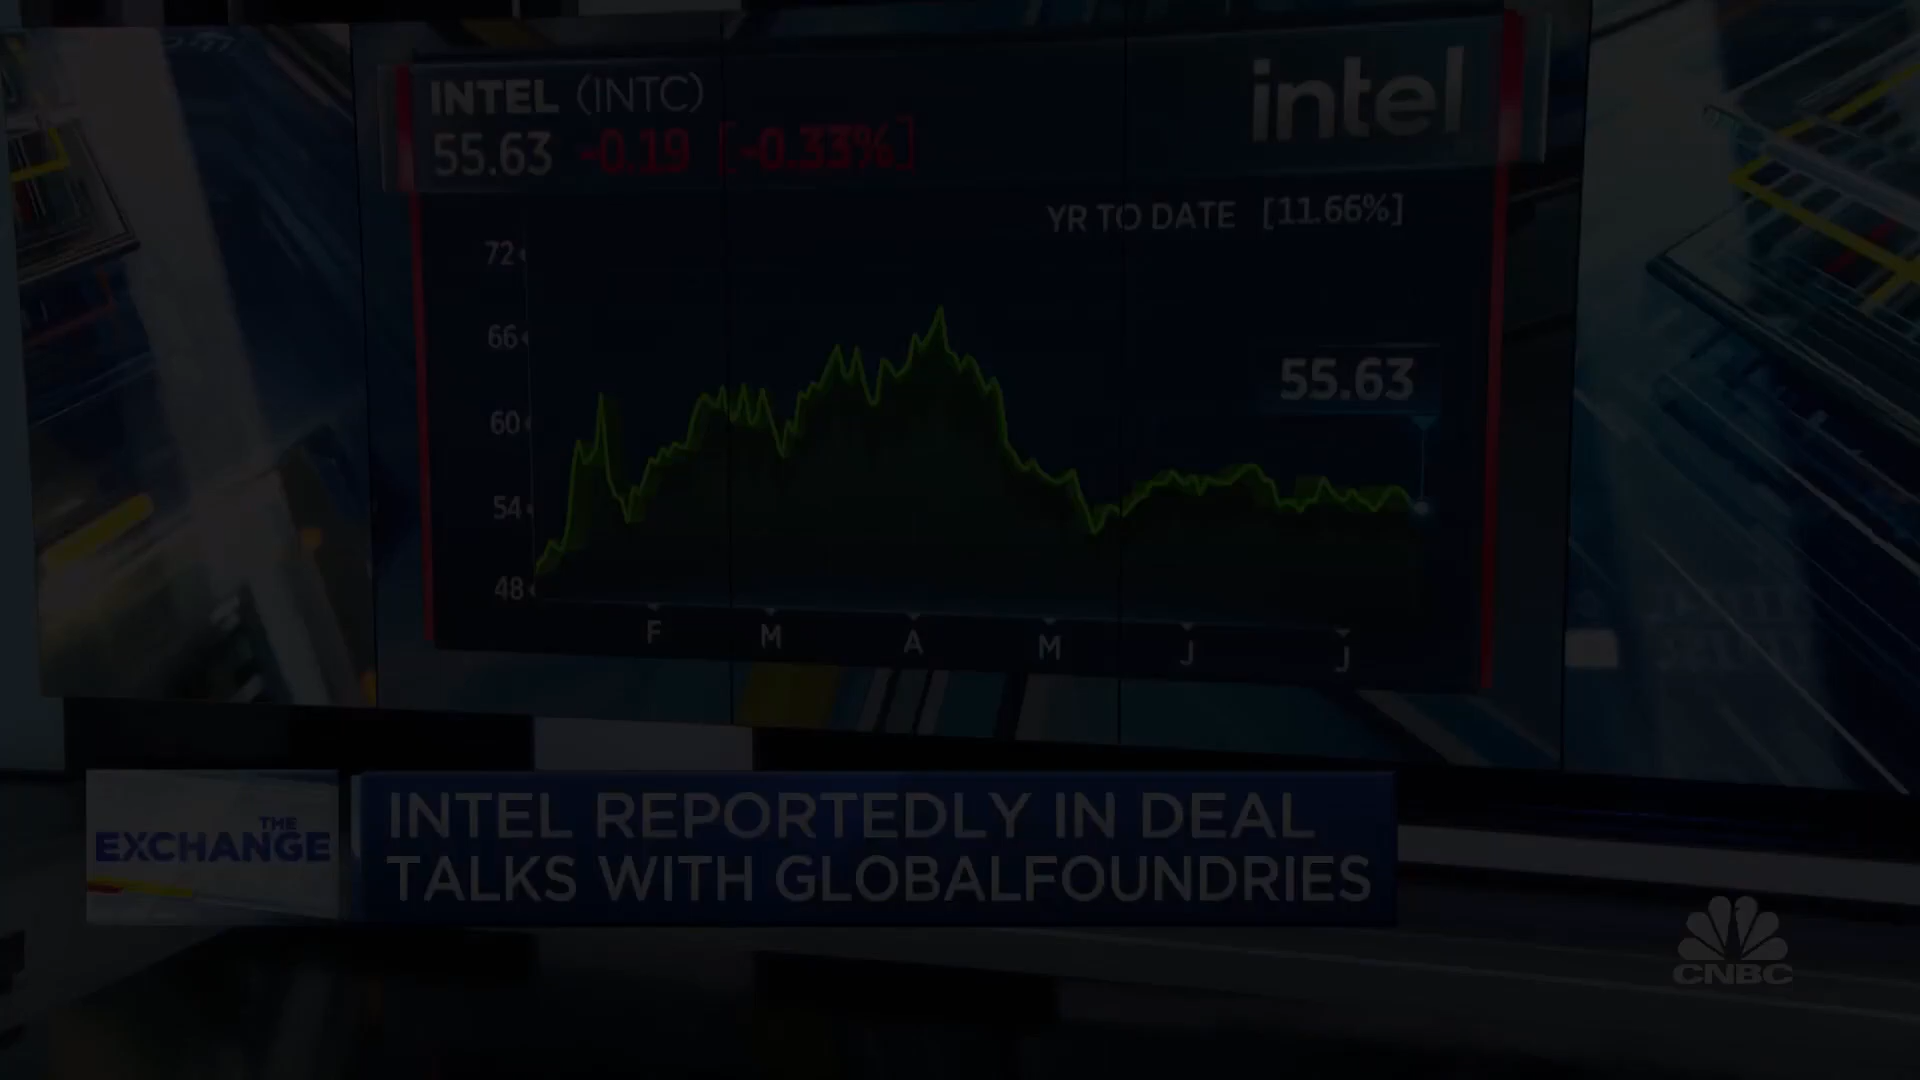 INTEL (INTC)
55.63 -0.19 [-0.33%]
intel
YR TO DATE [11.66%]
72
66
60
54
48
55.63
F M A M J J
THE
EXCHANGE
INTEL REPORTEDLY IN DEAL
TALKS WITH GLOBALFOUNDRIES
CNBC